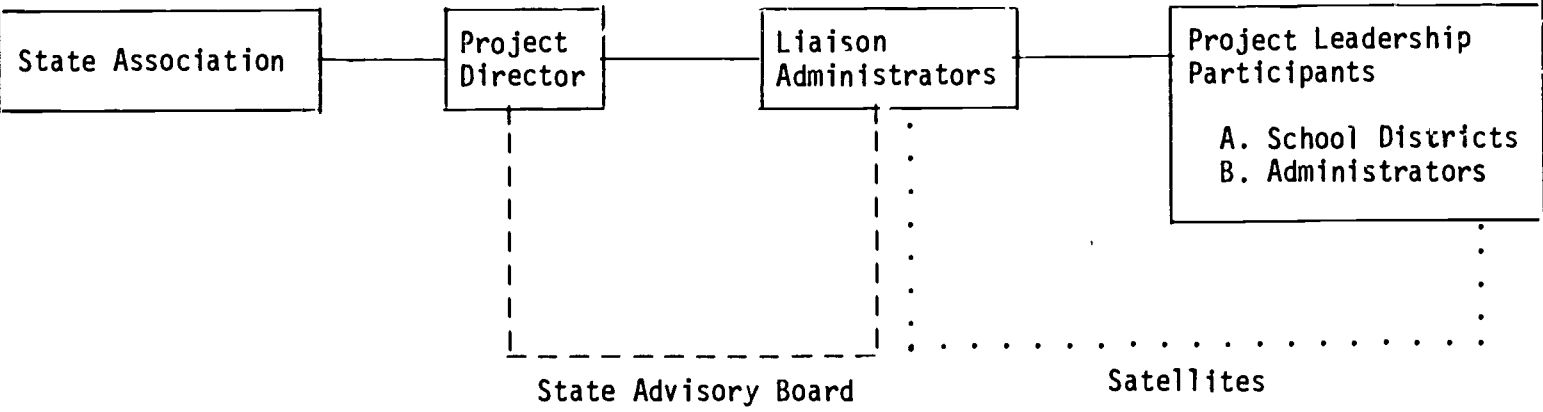 State Association
Project
Director
Liaison
Administrators
Project Leadership
Participants
A. School Districts
B. Administrators
State Advisory Board
Satellites